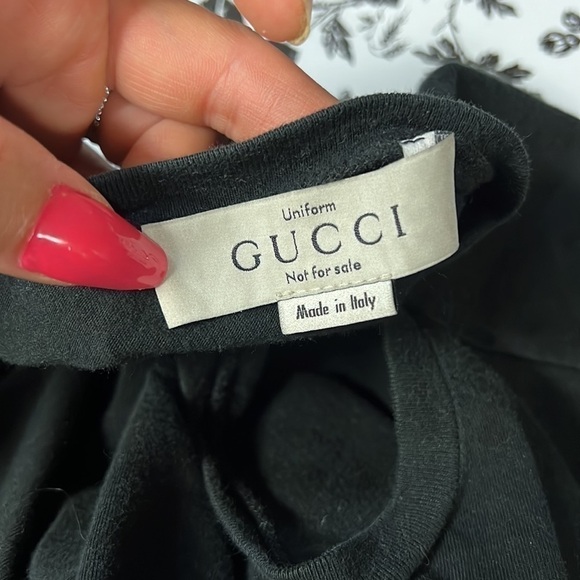 Uniform
GUCCI
Not for sale
Made in Italy